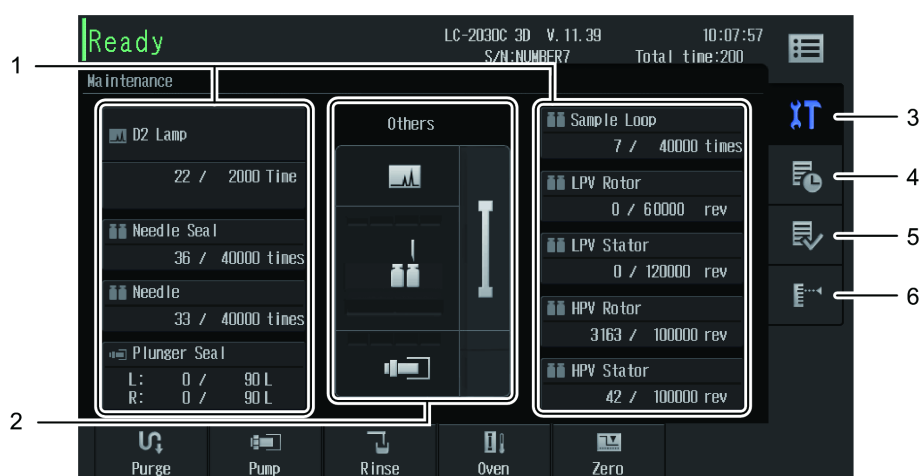 Ready
LC-2030C 3D V.11.39 10:07:57
S/N:NUMBER7 Total time:200
Maintenance
D2 Lamp
22 / 2000 Time
Needle Seal
36 / 40000 times
Needle
33 / 40000 times
Plunger Seal
L: 0 / 90 L
R: 0 / 90 L
Others
Sample Loop
7 / 40000 times
LPV Rotor
0 / 60000 rev
LPV Stator
0 / 120000 rev
HPV Rotor
3163 / 100000 rev
HPV Stator
42 / 100000 rev
Purge
Pump
Rinse
Oven
Zero
1
2
3
4
5
6